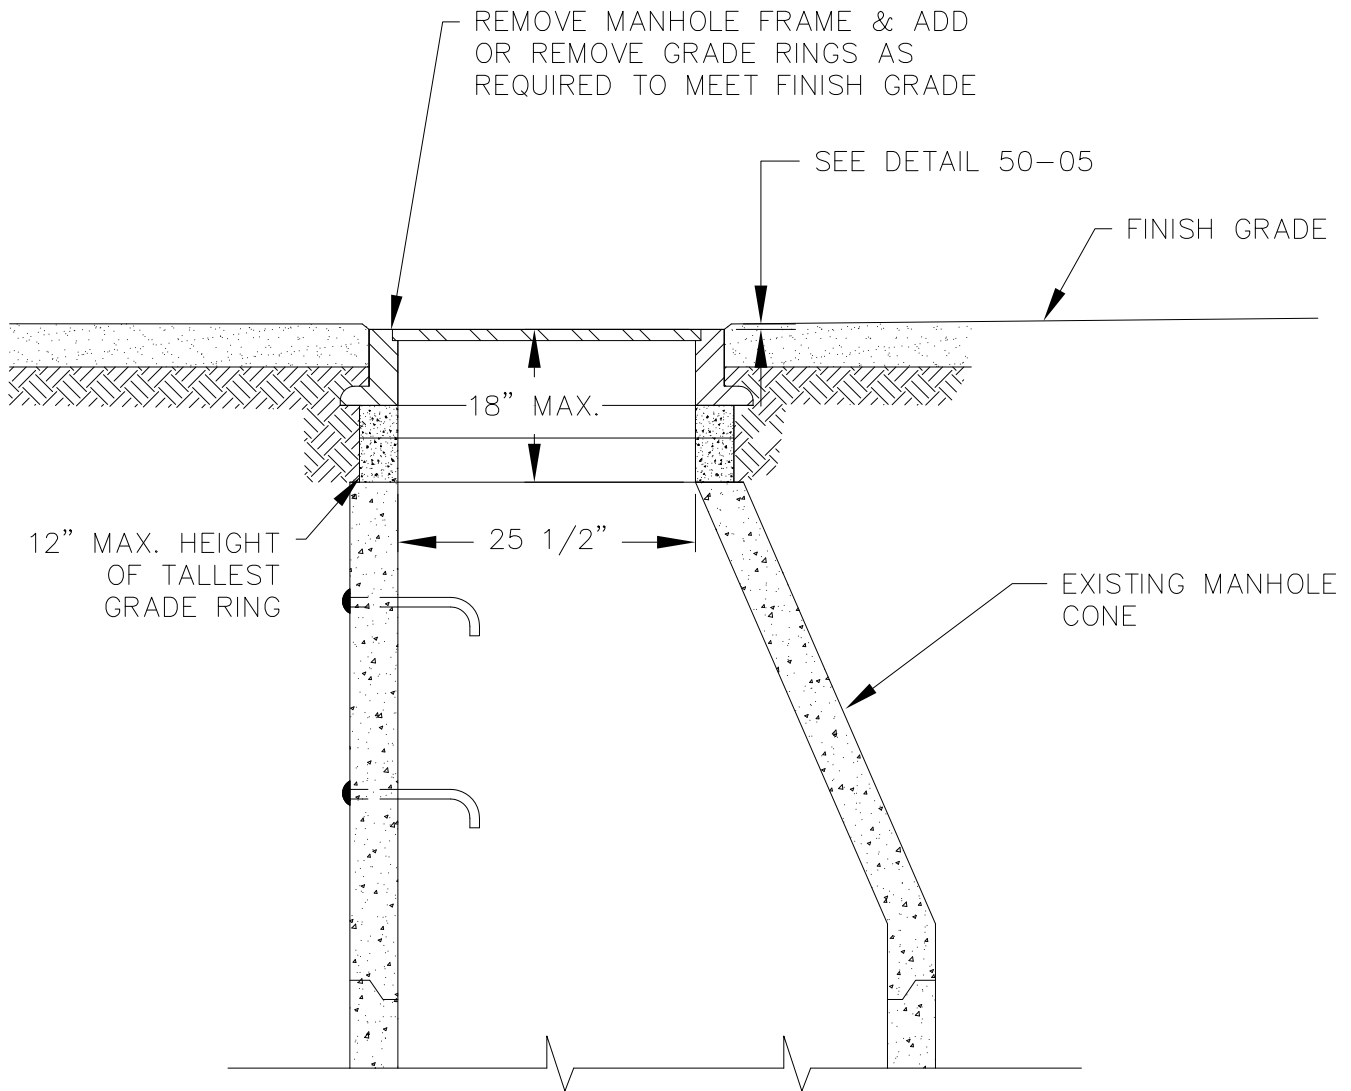 REMOVE MANHOLE FRAME & ADD
OR REMOVE GRADE RINGS AS
REQUIRED TO MEET FINISH GRADE
SEE DETAIL 50-05
FINISH GRADE
18” MAX.
25 1/2”
12” MAX. HEIGHT
OF TALLEST
GRADE RING
EXISTING MANHOLE
CONE